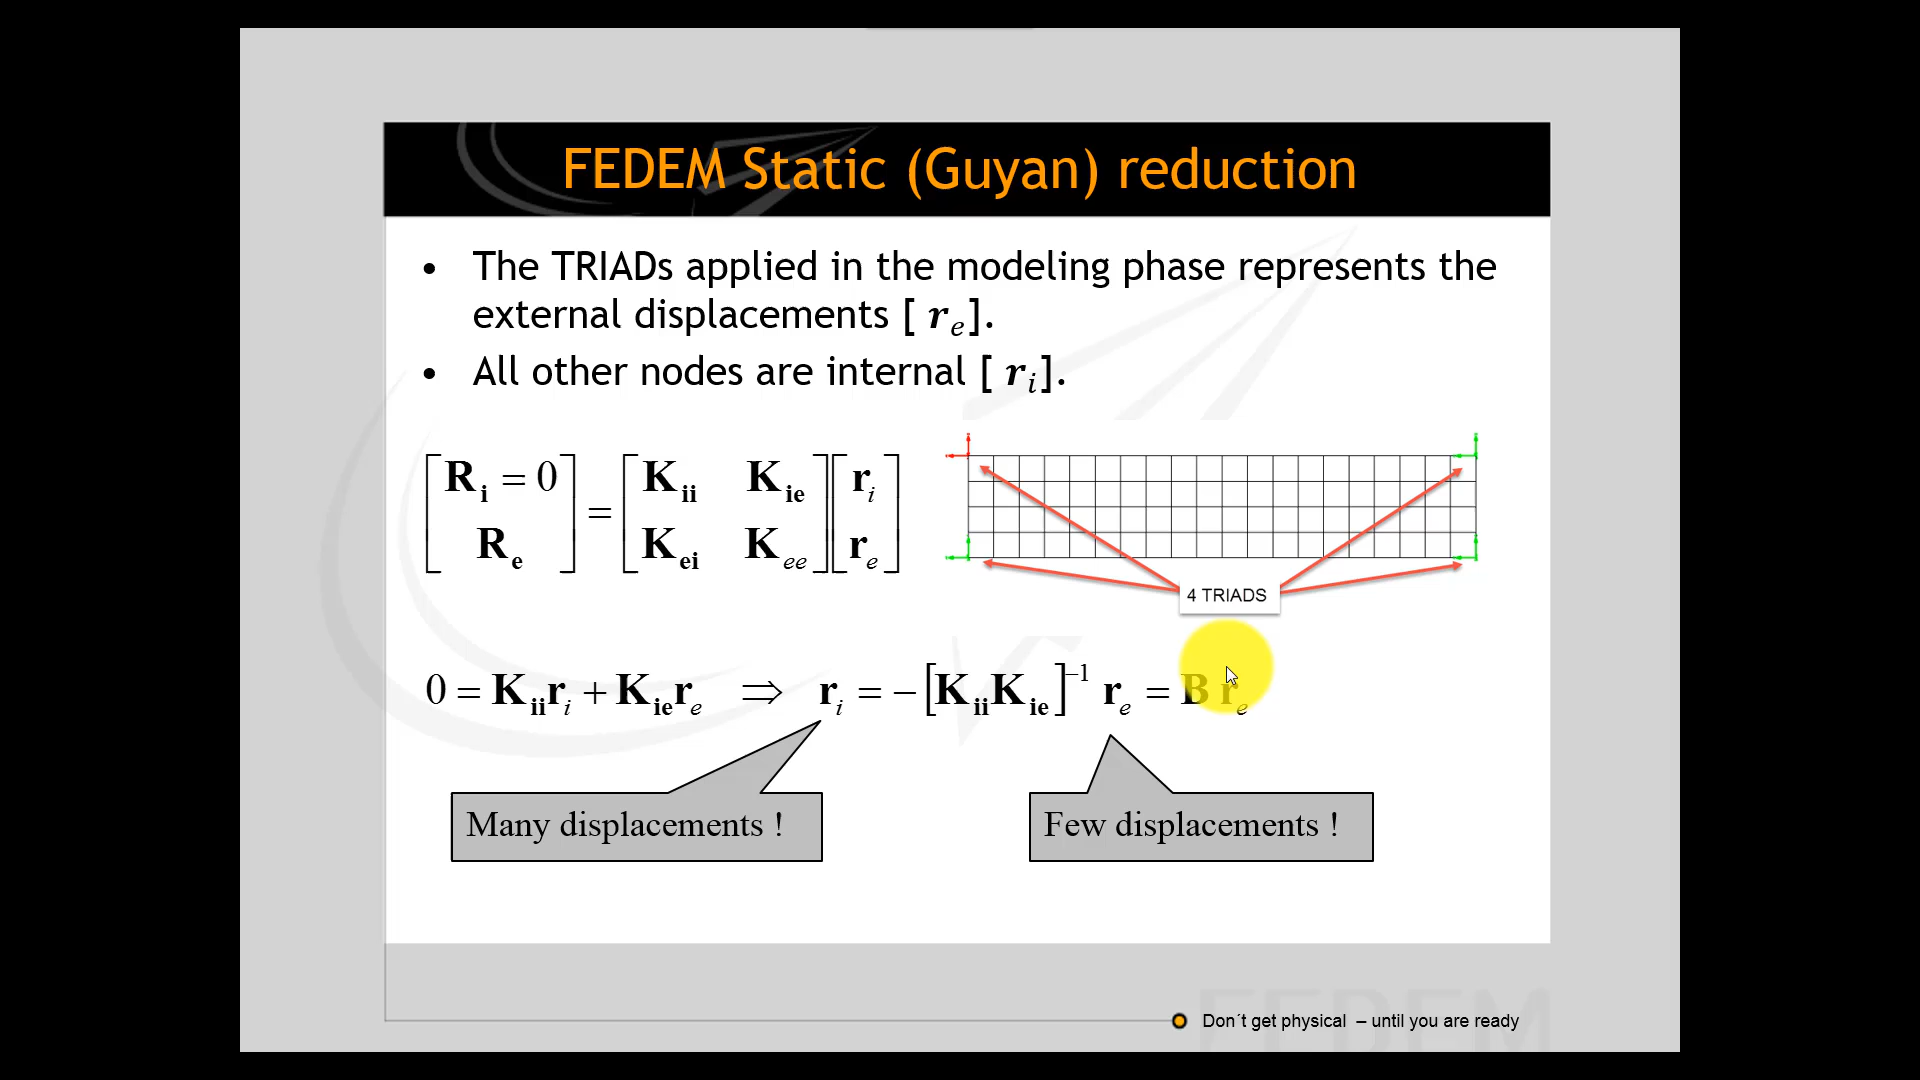 FEDEM Static (Guyan) reduction
• The TRIADs applied in the modeling phase represents the
external displacements [ r_e].
• All other nodes are internal [ r_i].
[R_i = 0; R_e] = [K_ii K_ie; K_ei K_ee][r_i; r_e]
4 TRIADS
0 = K_ii r_i + K_ie r_e ⇒ r_i = −[K_ii K_ie]^−1 r_e = B r_e
Many displacements !
Few displacements !
FEDEM
Don´t get physical – until you are ready